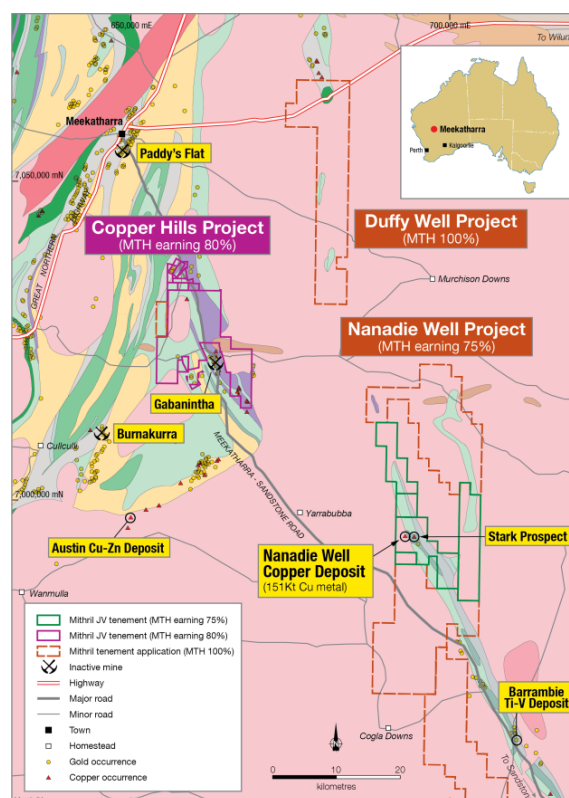 650,000 mE
700,000 mE
To Wilun
Meekatharra
Paddy's Flat
Meekatharra
Perth
Kalgoorlie
7,050,000 mN
HIGHWAY
GREAT NORTHERN
Copper Hills Project
(MTH earning 80%)
Duffy Well Project
(MTH 100%)
Murchison Downs
Nanadie Well Project
(MTH earning 75%)
Gabanintha
Burnakurra
Culculli
MEEKATHARRA - SANDSTONE ROAD
7,000,000 mN
Yarrabubba
Austin Cu-Zn Deposit
Nanadie Well
Copper Deposit
(151Kt Cu metal)
Stark Prospect
Wanmulla
Mithril JV tenement (MTH earning 75%)
Mithril JV tenement (MTH earning 80%)
Mithril tenement application (MTH 100%)
Inactive mine
Highway
Major road
Minor road
Town
Homestead
Gold occurrence
Copper occurrence
Barrambie
Ti-V Deposit
Cogla Downs
To Sandston
0 10 20
kilometres